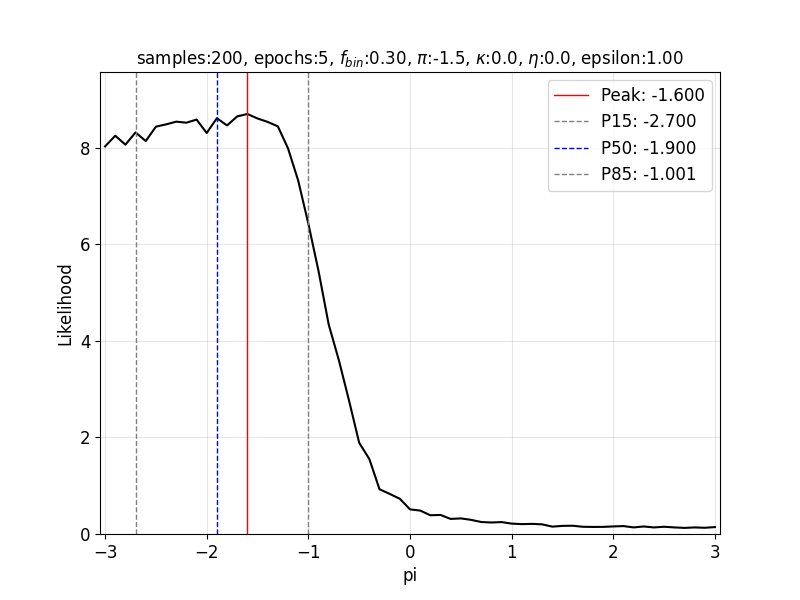 samples:200, epochs:5, f_bin:0.30, π:-1.5, κ:0.0, η:0.0, epsilon:1.00
Peak: -1.600
P15: -2.700
P50: -1.900
P85: -1.001
Likelihood
8
6
4
2
0
−3 −2 −1 0 1 2 3
pi